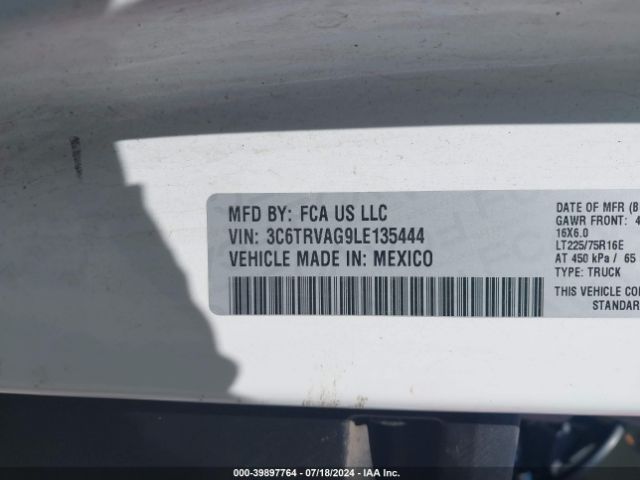 MFD BY: FCA US LLC
VIN: 3C6TRVAG9LE135444
VEHICLE MADE IN: MEXICO
DATE OF MFR (B
GAWR FRONT: 4
16X6.0
LT225/75R16E
AT 450 kPa / 65
TYPE: TRUCK
THIS VEHICLE CO
STANDAR
000-39897764 - 07/18/2024 - IAA Inc.